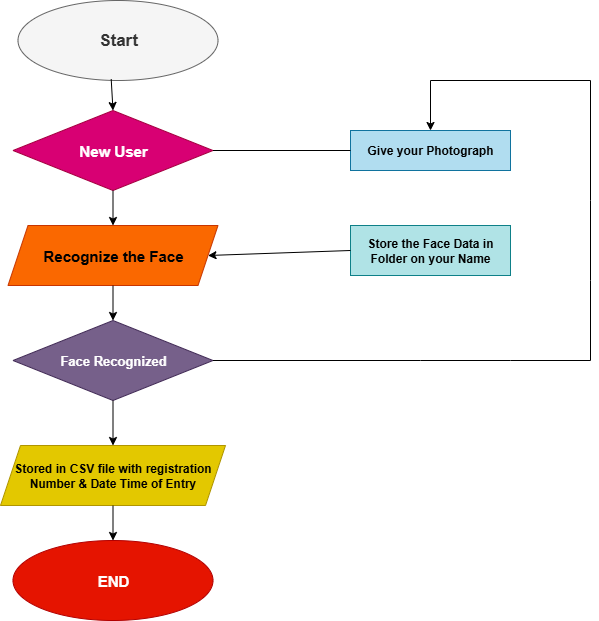 Start
New User
Give your Photograph
Recognize the Face
Store the Face Data in
Folder on your Name
Face Recognized
Stored in CSV file with registration
Number & Date Time of Entry
END